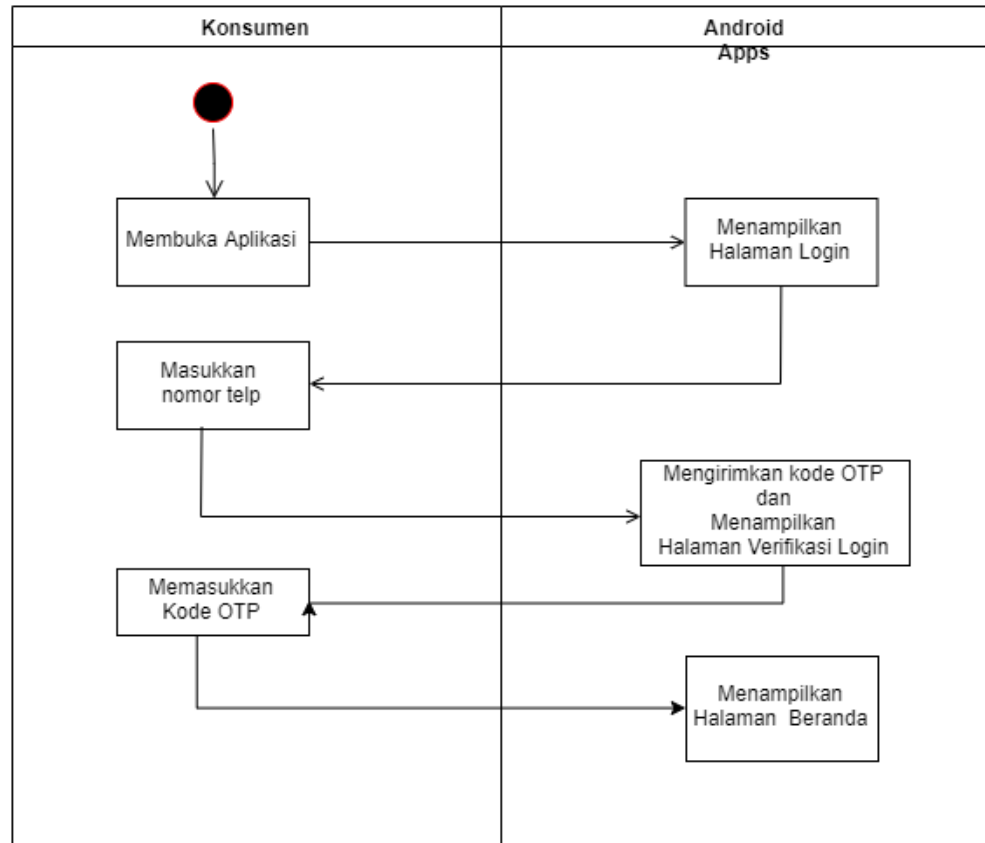 Konsumen
Android
Apps
Membuka Aplikasi
Menampilkan
Halaman Login
Masukkan
nomor telp
Mengirimkan kode OTP
dan
Menampilkan
Halaman Verifikasi Login
Memasukkan
Kode OTP
Menampilkan
Halaman Beranda